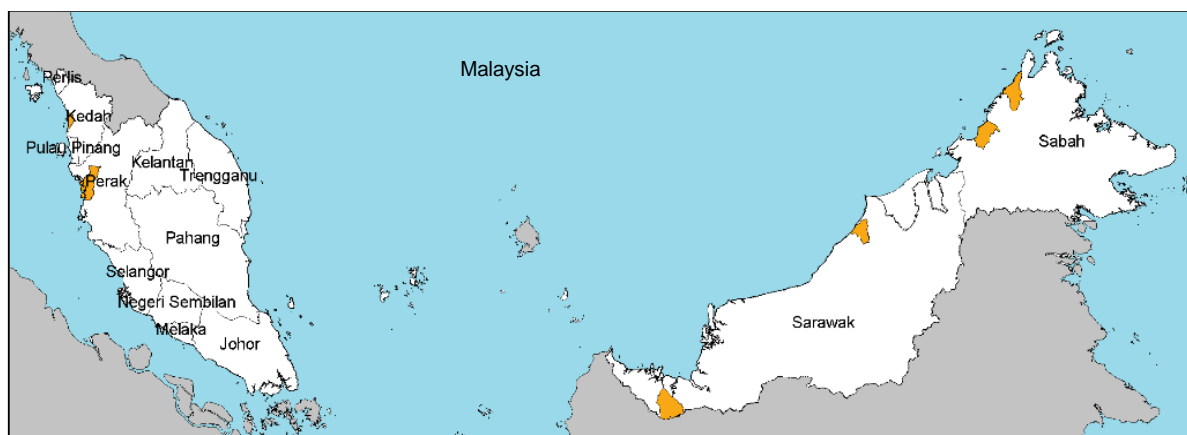 Malaysia
Perlis
Kedah
Pulau Pinang
Kelantan
Trengganu
Perak
Pahang
Selangor
Negeri Sembilan
Melaka
Johor
Sabah
Sarawak